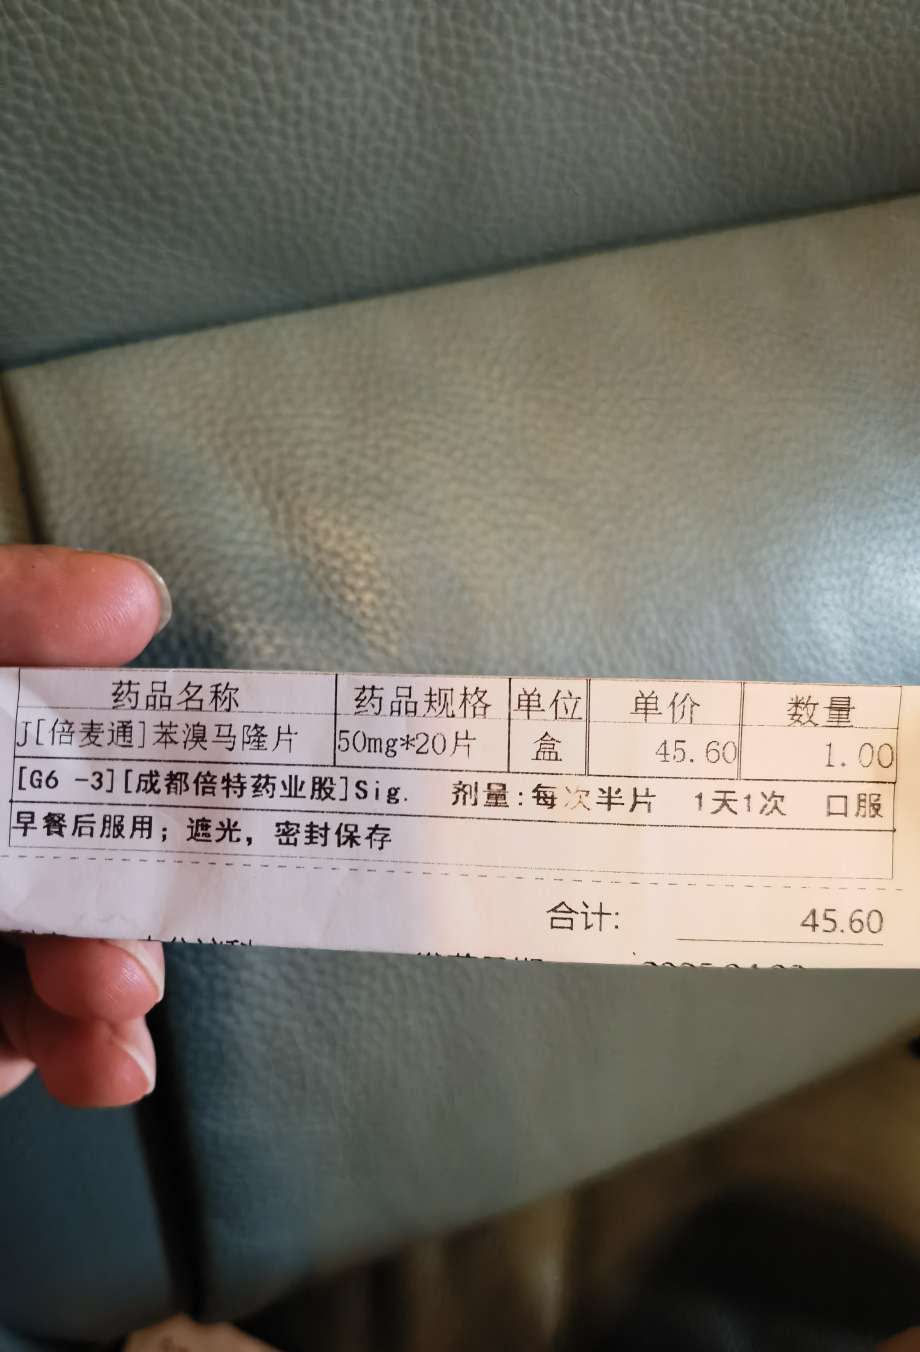 药品名称 药品规格 单位 单价 数量
J[倍麦通]苯溴马隆片 50mg*20片 盒 45.60 1.00
[G6 -3][成都倍特药业股]Sig. 剂量:每次半片 1天1次 口服
早餐后服用；遮光，密封保存
合计: 45.60